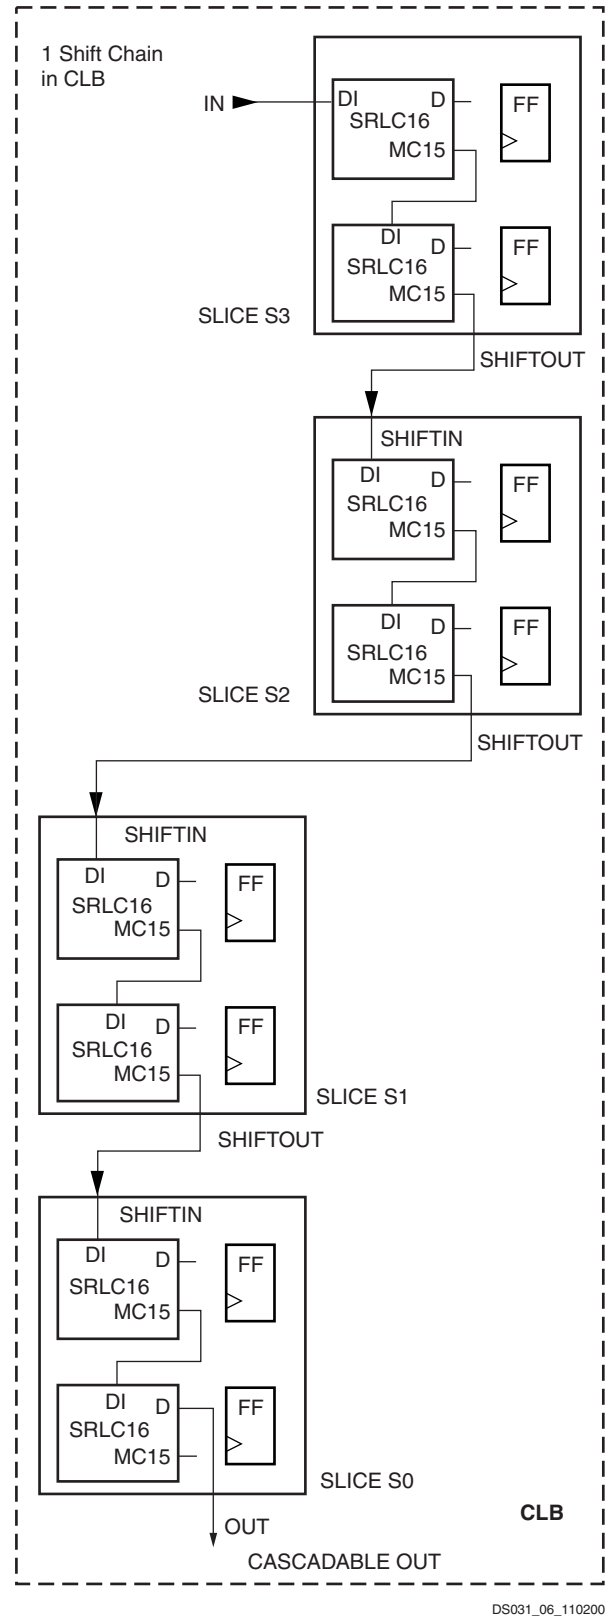 1 Shift Chain
in CLB
IN
DI D
SRLC16
MC15
FF
DI D
SRLC16
MC15
FF
SLICE S3
SHIFTOUT
SHIFTIN
DI D
SRLC16
MC15
FF
DI D
SRLC16
MC15
FF
SLICE S2
SHIFTOUT
SHIFTIN
DI D
SRLC16
MC15
FF
DI D
SRLC16
MC15
FF
SLICE S1
SHIFTOUT
SHIFTIN
DI D
SRLC16
MC15
FF
DI D
SRLC16
MC15
FF
SLICE S0
OUT
CLB
CASCADABLE OUT
DS031_06_110200